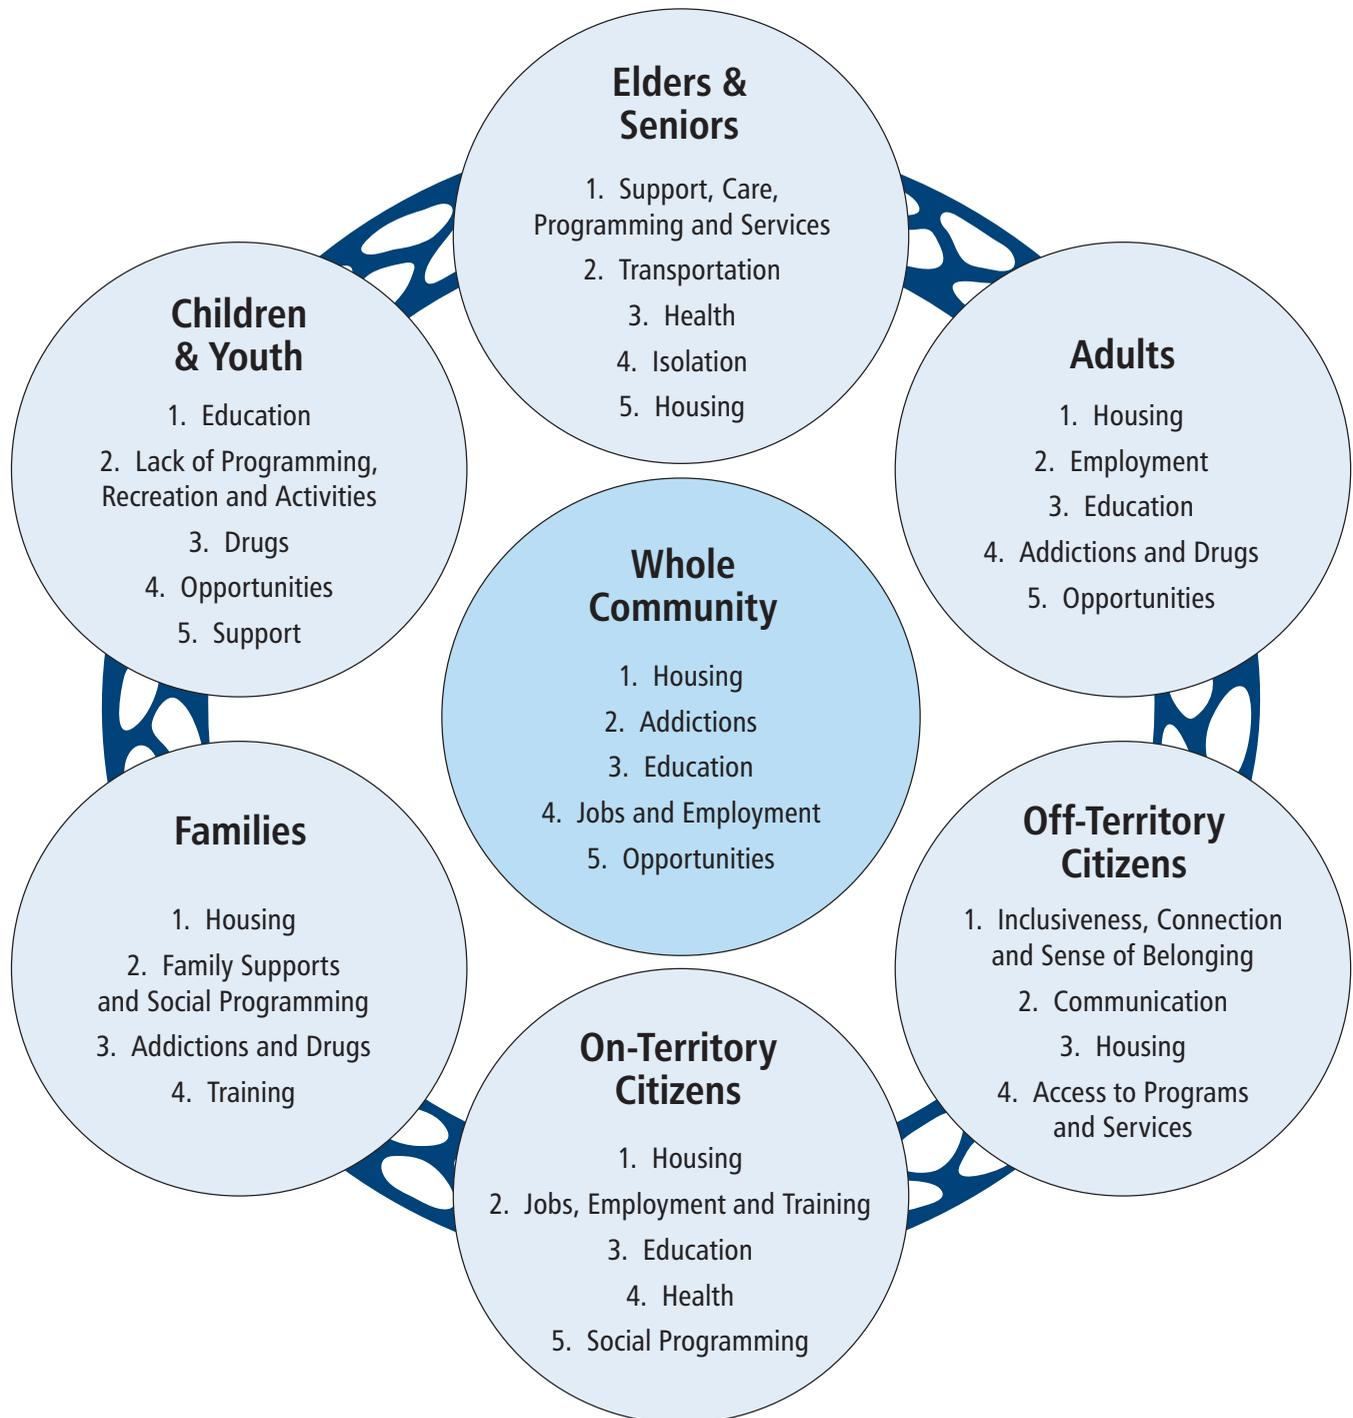 Elders &
Seniors
1. Support, Care,
Programming and Services
2. Transportation
3. Health
4. Isolation
5. Housing
Children
& Youth
1. Education
2. Lack of Programming,
Recreation and Activities
3. Drugs
4. Opportunities
5. Support
Adults
1. Housing
2. Employment
3. Education
4. Addictions and Drugs
5. Opportunities
Whole
Community
1. Housing
2. Addictions
3. Education
4. Jobs and Employment
5. Opportunities
Families
1. Housing
2. Family Supports
and Social Programming
3. Addictions and Drugs
4. Training
Off-Territory
Citizens
1. Inclusiveness, Connection
and Sense of Belonging
2. Communication
3. Housing
4. Access to Programs
and Services
On-Territory
Citizens
1. Housing
2. Jobs, Employment and Training
3. Education
4. Health
5. Social Programming